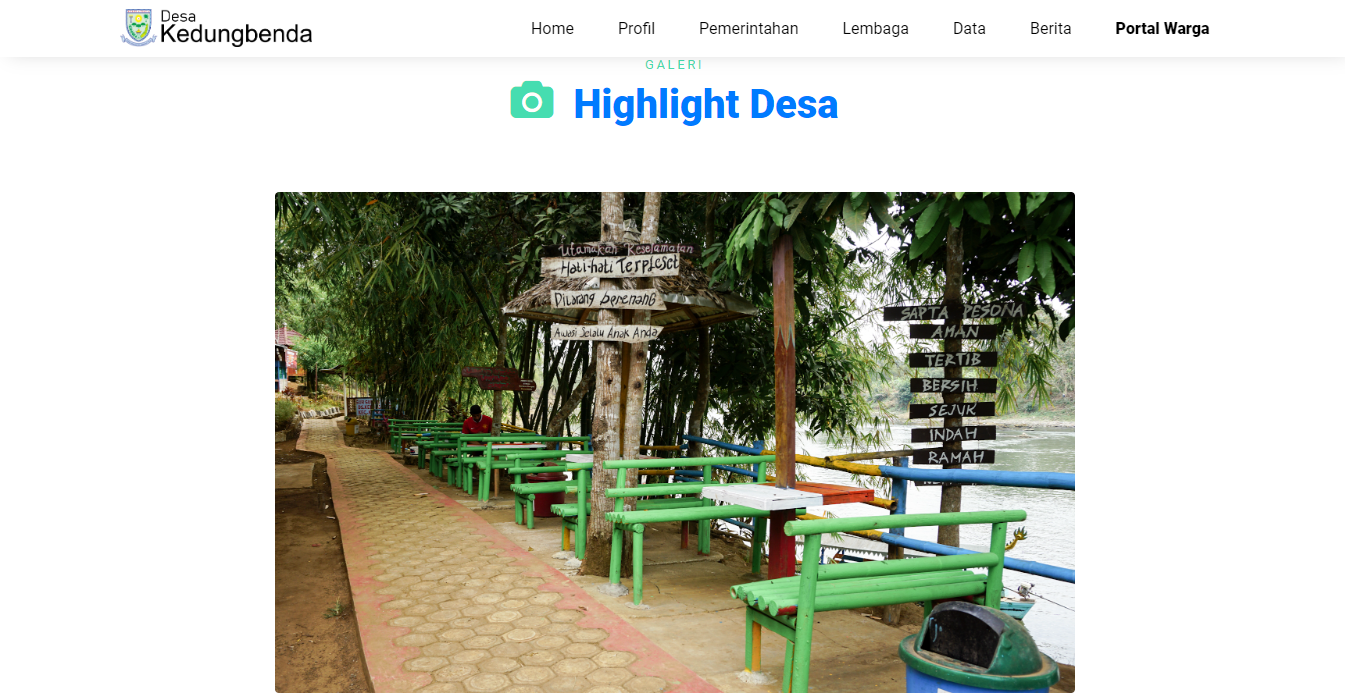 Desa
Kedungbenda
Home
Profil
Pemerintahan
Lembaga
Data
Berita
Portal Warga
GALERI
Highlight Desa
Utamakan Keselamatan
Hati-hati Terpleset
Dilarang berenang
Awasi Selalu Anak Anda
SAPTA PESONA
AMAN
TERTIB
BERSIH
SEJUK
INDAH
RAMAH